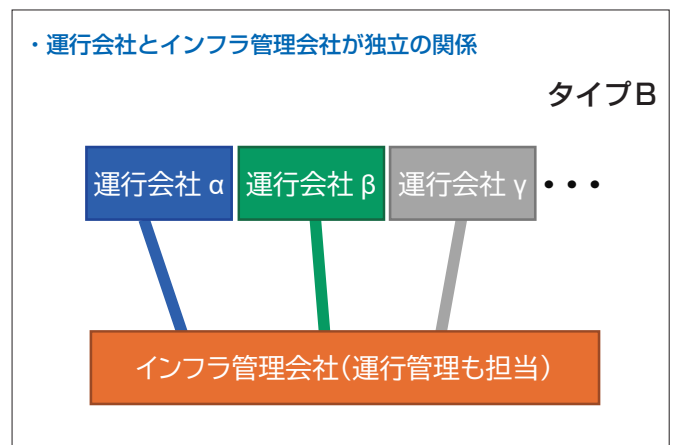 ・運行会社とインフラ管理会社が独立の関係
タイプB
運行会社 α 運行会社 β 運行会社 γ ・・・
インフラ管理会社(運行管理も担当)